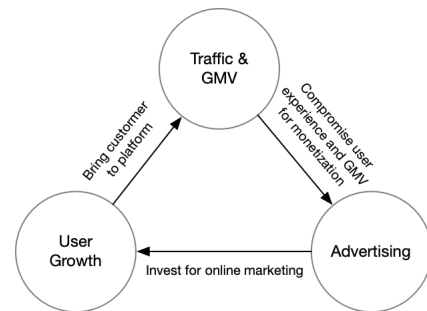 Traffic &
GMV
Bring custormer
to platform
Compromise user
experience and GMV
for monetization
User
Growth
Invest for online marketing
Advertising